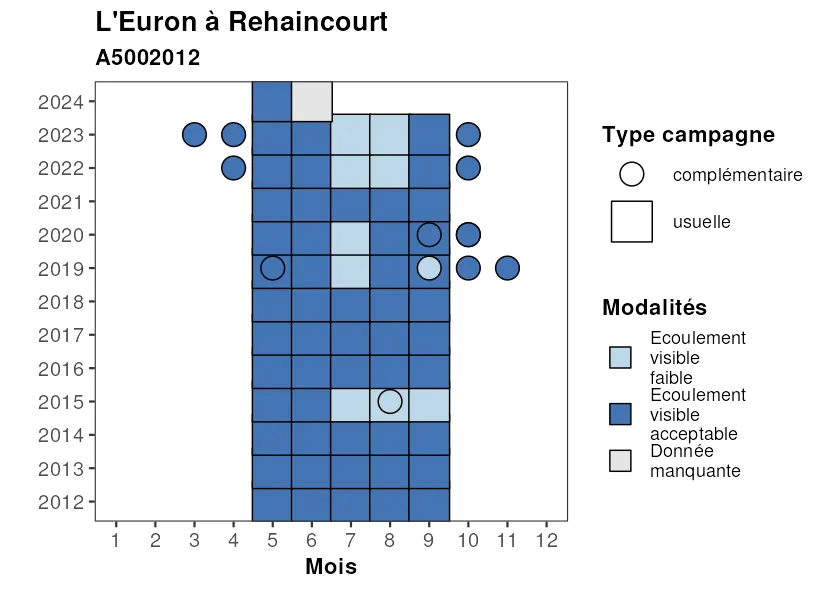 L'Euron à Rehaincourt
A5002012
2024
2023
2022
2021
2020
2019
2018
2017
2016
2015
2014
2013
2012
1 2 3 4 5 6 7 8 9 10 11 12
Mois
Type campagne
complémentaire
usuelle
Modalités
Ecoulement
visible
faible
Ecoulement
visible
acceptable
Donnée
manquante